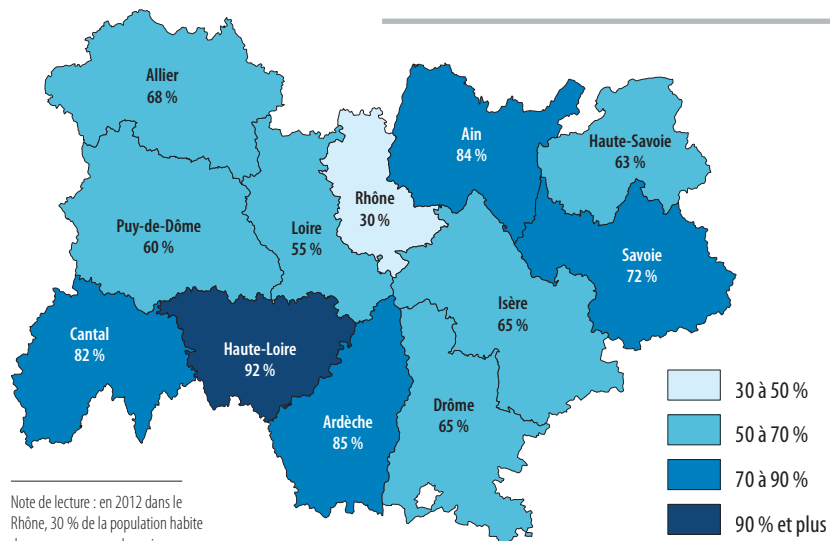 Allier
68 %
Ain
84 %
Haute-Savoie
63 %
Rhône
30 %
Puy-de-Dôme
60 %
Loire
55 %
Savoie
72 %
Isère
65 %
Cantal
82 %
Haute-Loire
92 %
Ardèche
85 %
Drôme
65 %
30 à 50 %
50 à 70 %
70 à 90 %
90 % et plus
Note de lecture : en 2012 dans le
Rhône, 30 % de la population habite